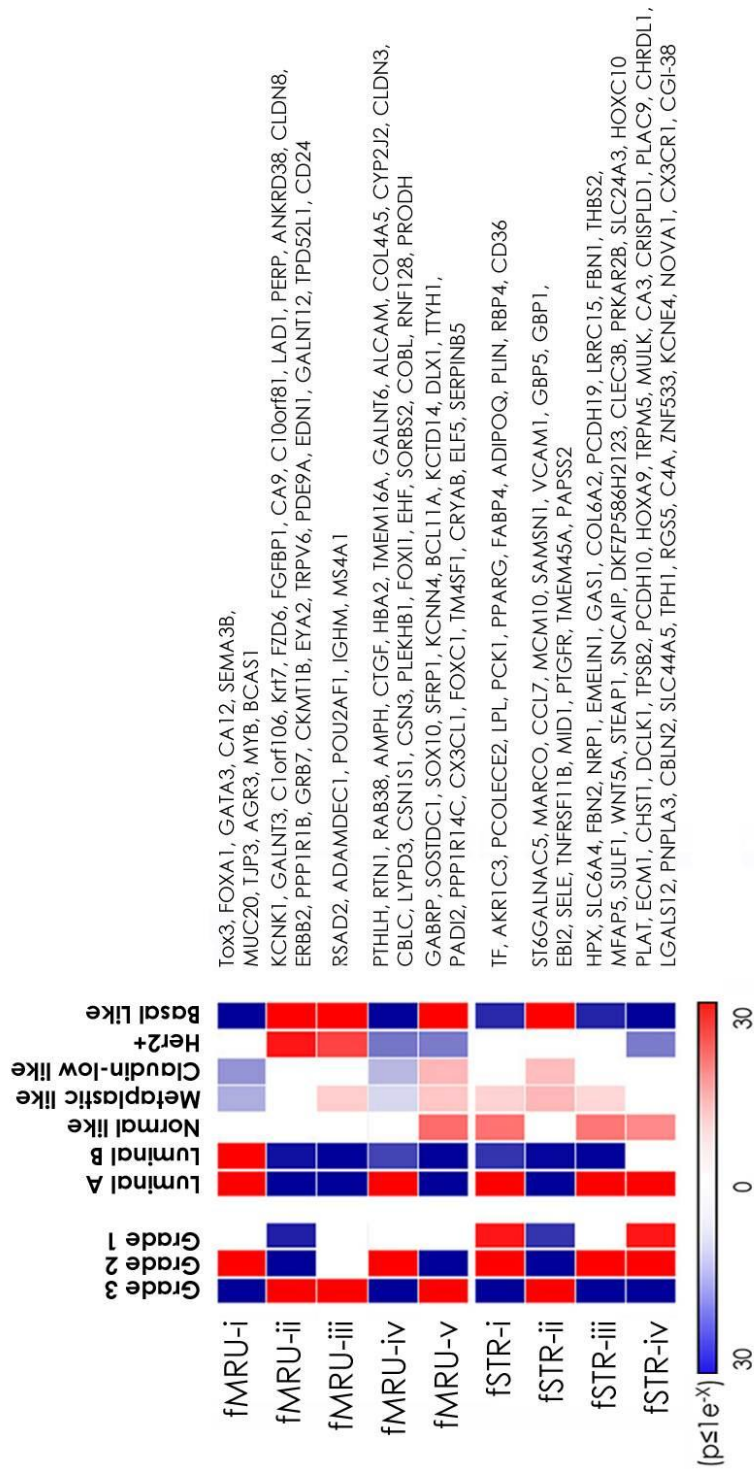 Grade 3
Grade 2
Grade 1
Luminal A
Luminal B
Normal like
Metaplastic like
Claudin-low like
Her2+
Basal Like
fMRU-i
Tox3, FOXA1, GATA3, CA12, SEMA3B,
MUC20, TJP3, AGR3, MYB, BCAS1
fMRU-ii
KCNK1, GALNT3, C1orf106, Krt7, FZD6, FGFBP1, CA9, C10orf81, LAD1, PERP, ANKRD38, CLDN8,
ERBB2, PPP1R1B, GRB7, CKMT1B, EYA2, TRPV6, PDE9A, EDN1, GALNT12, TPD52L1, CD24
fMRU-iii
RSAD2, ADAMDEC1, POU2AF1, IGHM, MS4A1
fMRU-iv
PTHLH, RTN1, RAB38, AMPH, CTGF, HBA2, TMEM16A, GALNT6, ALCAM, COL4A5, CYP2J2, CLDN3,
CBLC, LYPD3, CSN1S1, CSN3, PLEKHB1, FOXI1, EHF, SORBS2, COBL, RNF128, PRODH
fMRU-v
GABRP, SOSTDC1, SOX10, SFRP1, KCNN4, BCL11A, KCTD14, DLX1, TTYH1,
PADI2, PPP1R14C, CX3CL1, FOXC1, TM4SF1, CRYAB, ELF5, SERPINB5
fSTR-i
TF, AKR1C3, PCOLECE2, LPL, PCK1, PPARG, FABP4, ADIPOQ, PLIN, RBP4, CD36
fSTR-ii
ST6GALNAC5, MARCO, CCL7, MCM10, SAMSN1, VCAM1, GBP5, GBP1,
EBI2, SELE, TNFRSF11B, MID1, PTGFR, TMEM45A, PAPSS2
fSTR-iii
HPX, SLC6A4, FBN2, NRP1, EMELIN1, GAS1, COL6A2, PCDH19, LRRC15, FBN1, THBS2,
MFAP5, SULF1, WNT5A, STEAP1, SNCAIP, DKFZP586H2123, CLEC3B, PRKAR2B, SLC24A3, HOXC10
fSTR-iv
PLAT, ECM1, CHST1, DCLK1, TPSB2, PCDH10, HOXA9, TRPM5, MULK, CA3, CRISPLD1, PLAC9, CHRDL1,
LGALS12, PNPLA3, CBLN2, SLC44A5, TPH1, RGS5, C4A, ZNF533, KCNE4, NOVA1, CX3CR1, CGI-38
(p≤1e-X)
30
0
30